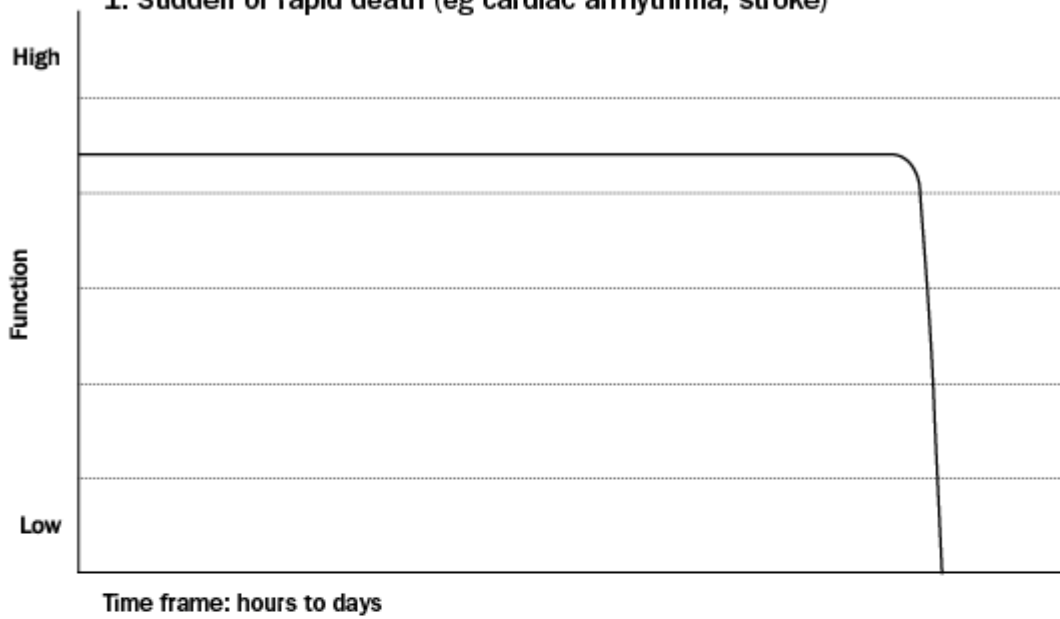 1. Sudden or rapid death (eg cardiac arrhythmia, stroke)
High
Function
Low
Time frame: hours to days